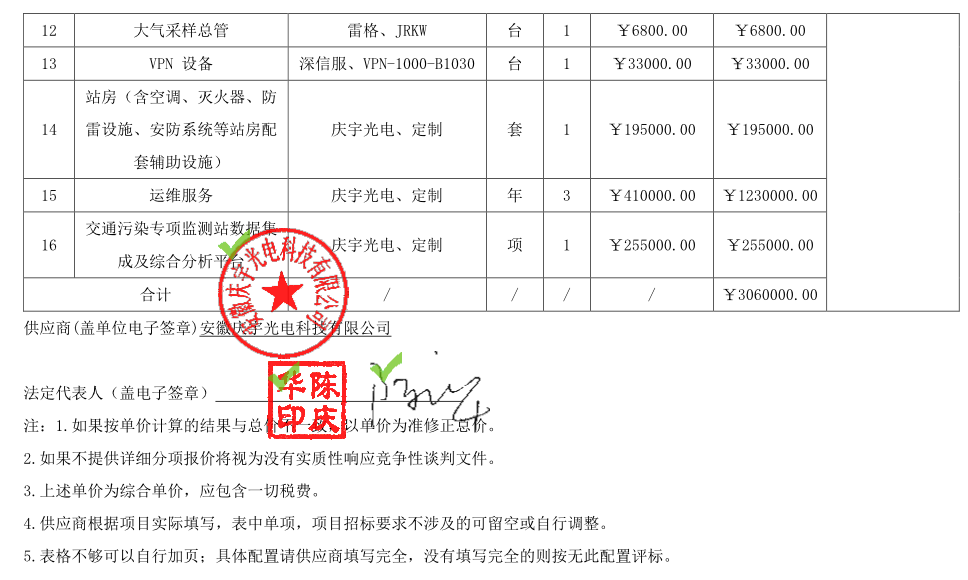 12 大气采样总管 雷格、JRKW 台 1 ￥6800.00 ￥6800.00
13 VPN 设备 深信服、VPN-1000-B1030 台 1 ￥33000.00 ￥33000.00
站房（含空调、灭火器、防
14 雷设施、安防系统等站房配 庆宇光电、定制 套 1 ￥195000.00 ￥195000.00
套辅助设施）
15 运维服务 庆宇光电、定制 年 3 ￥410000.00 ￥1230000.00
交通污染专项监测站数据集
16 成及综合分析平台 庆宇光电、定制 项 1 ￥255000.00 ￥255000.00
合计 / / / / ￥3060000.00
安徽庆宇光电科技有限公司
供应商(盖单位电子签章)安徽庆宇光电科技有限公司
法定代表人（盖电子签章）
陈庆华印
注：1.如果按单价计算的结果与总价不一致，以单价为准修正总价。
2.如果不提供详细分项报价将视为没有实质性响应竞争性谈判文件。
3.上述单价为综合单价，应包含一切税费。
4.供应商根据项目实际填写，表中单项，项目招标要求不涉及的可留空或自行调整。
5.表格不够可以自行加页；具体配置请供应商填写完全，没有填写完全的则按无此配置评标。